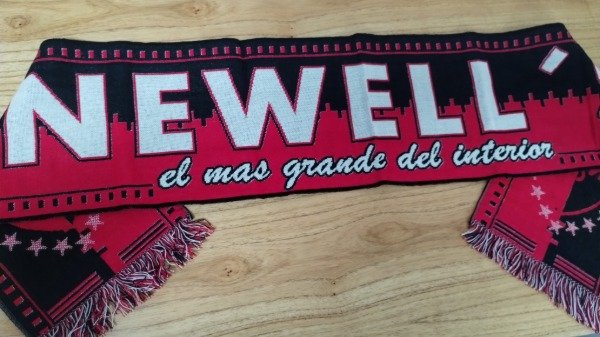 NEWELL'
el mas grande del interior